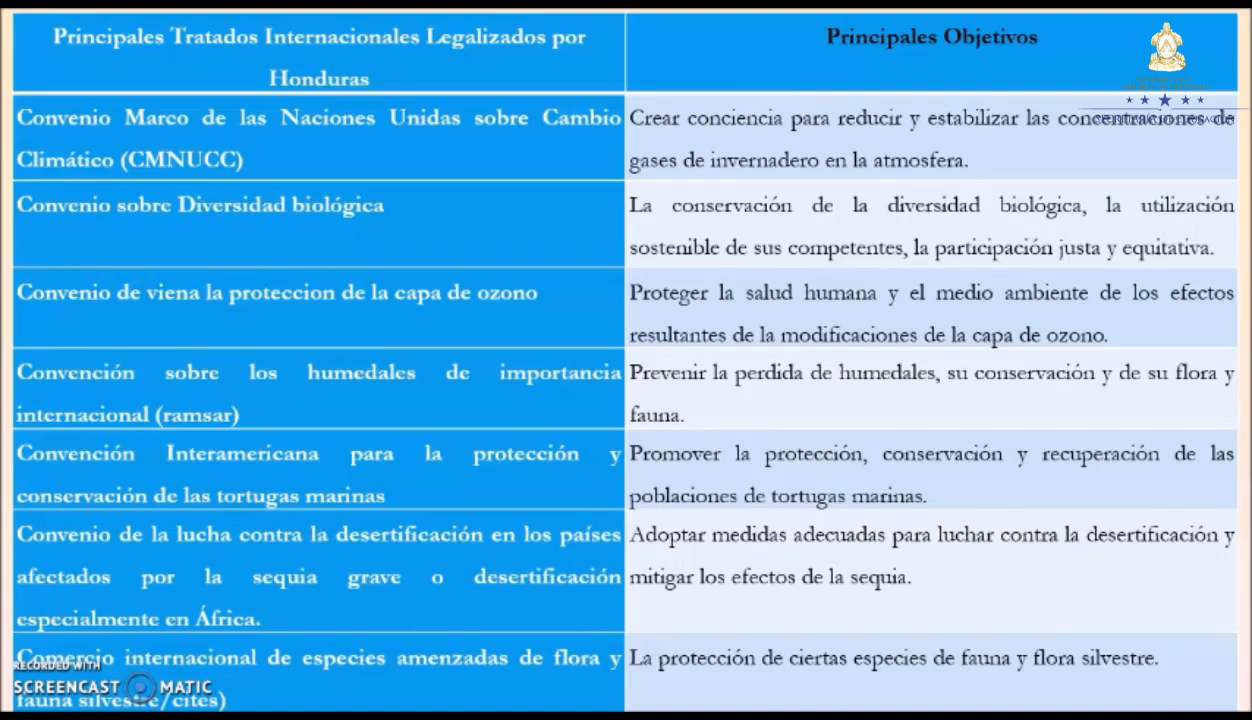 Principales Tratados Internacionales Legalizados por
Honduras
Principales Objetivos
Convenio Marco de las Naciones Unidas sobre Cambio
Climático (CMNUCC)
Crear conciencia para reducir y estabilizar las concentraciones de
gases de invernadero en la atmosfera.
Convenio sobre Diversidad biológica
La conservación de la diversidad biológica, la utilización
sostenible de sus competentes, la participación justa y equitativa.
Convenio de viena la proteccion de la capa de ozono
Proteger la salud humana y el medio ambiente de los efectos
resultantes de la modificaciones de la capa de ozono.
Convención sobre los humedales de importancia
internacional (ramsar)
Prevenir la perdida de humedales, su conservación y de su flora y
fauna.
Convención Interamericana para la protección y
conservación de las tortugas marinas
Promover la protección, conservación y recuperación de las
poblaciones de tortugas marinas.
Convenio de la lucha contra la desertificación en los países
afectados por la sequia grave o desertificación
especialmente en África.
Adoptar medidas adecuadas para luchar contra la desertificación y
mitigar los efectos de la sequia.
Comercio internacional de especies amenzadas de flora y
fauna silvestre/cites)
La protección de ciertas especies de fauna y flora silvestre.
RECORDED WITH
SCREENCAST MATIC